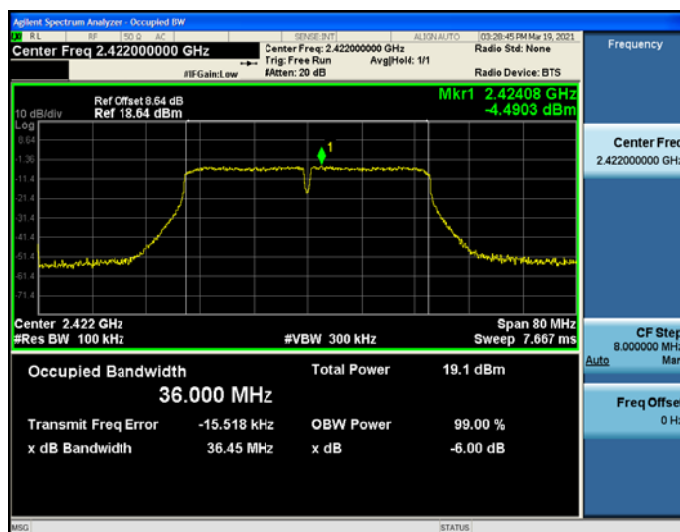 Agilent Spectrum Analyzer - Occupied BW
RL RF 50 Ω AC SENSE:INT ALIGN AUTO 03:28:45 PM Mar 19, 2021
Center Freq 2.422000000 GHz
Center Freq: 2.422000000 GHz
Radio Std: None
Trig: Free Run Avg|Hold: 1/1
#IFGain:Low #Atten: 20 dB Radio Device: BTS
Ref Offset 8.64 dB
10 dB/div Ref 18.64 dBm
Mkr1 2.42408 GHz
-4.4903 dBm
Log
8.64
-1.36
-11.4
-21.4
-31.4
-41.4
-51.4
-61.4
-71.4
1
Center 2.422 GHz Span 80 MHz
#Res BW 100 kHz #VBW 300 kHz Sweep 7.667 ms
Occupied Bandwidth Total Power 19.1 dBm
36.000 MHz
Transmit Freq Error -15.518 kHz OBW Power 99.00 %
x dB Bandwidth 36.45 MHz x dB -6.00 dB
Frequency
Center Freq
2.422000000 GHz
CF Step
8.000000 MHz
Auto Man
Freq Offset
0 Hz
MSG STATUS